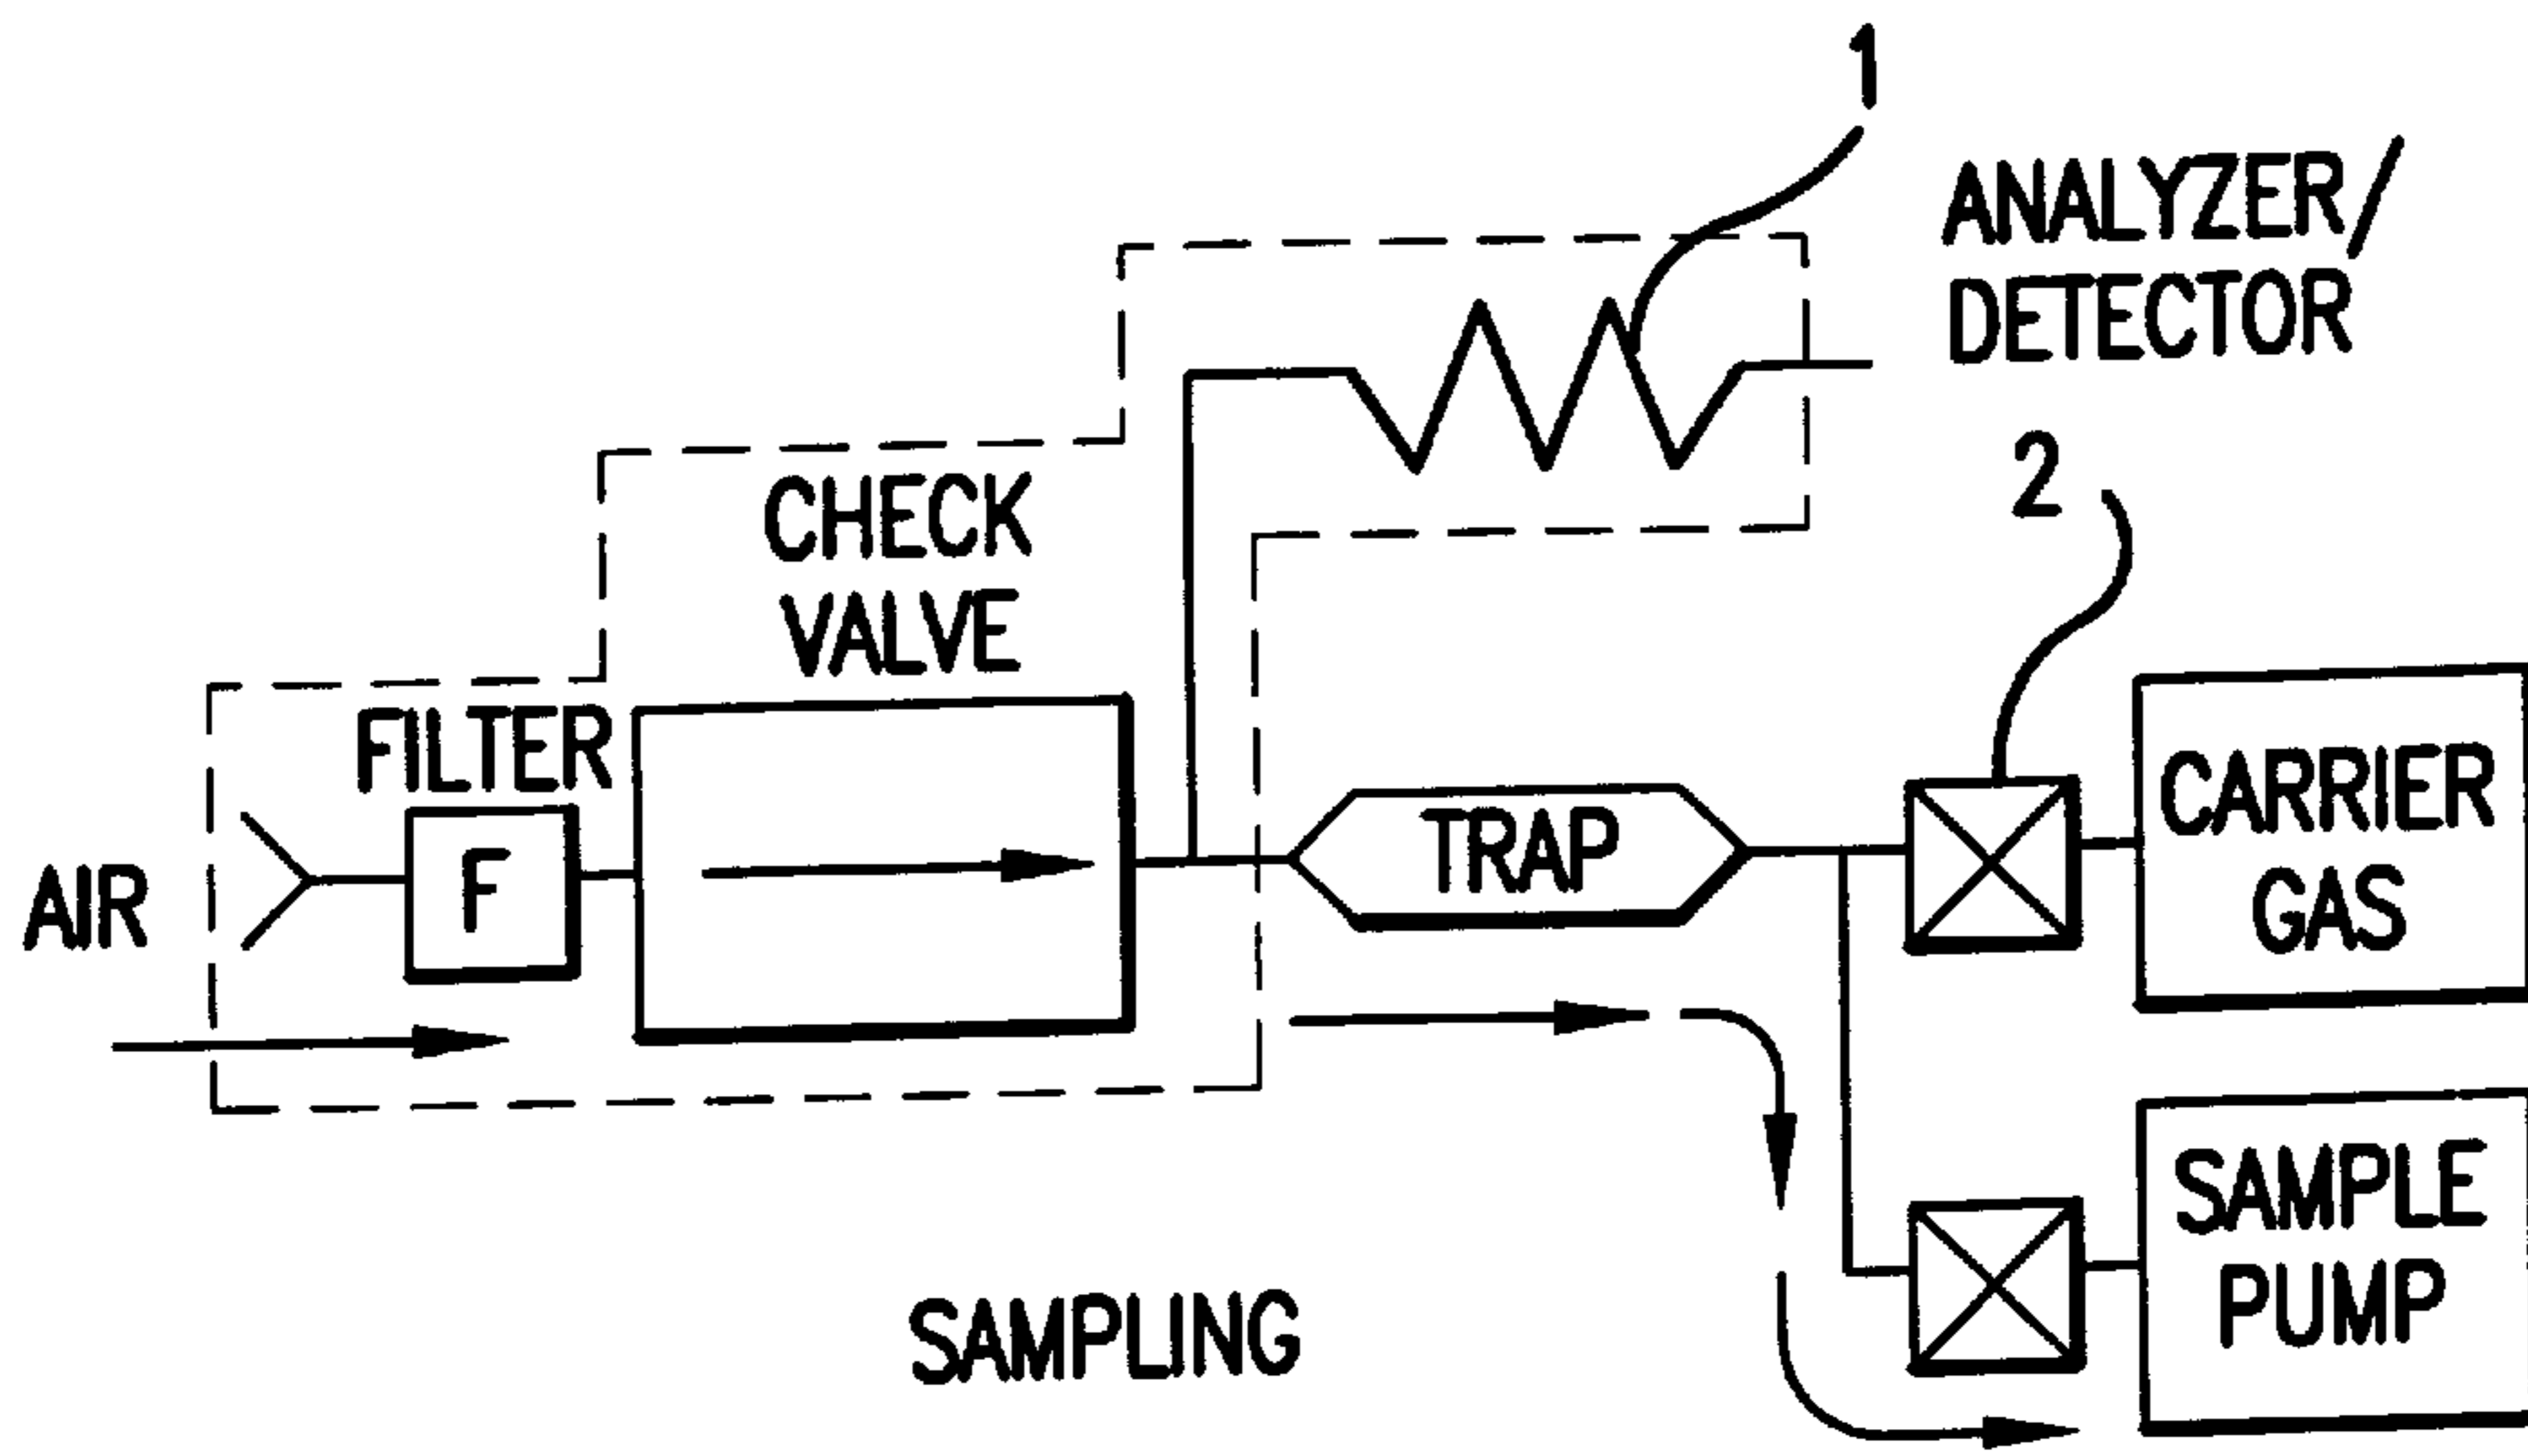 1
ANALYZER/
DETECTOR
2
CHECK
VALVE
FILTER
AIR
F
TRAP
CARRIER
GAS
SAMPLE
PUMP
SAMPLING